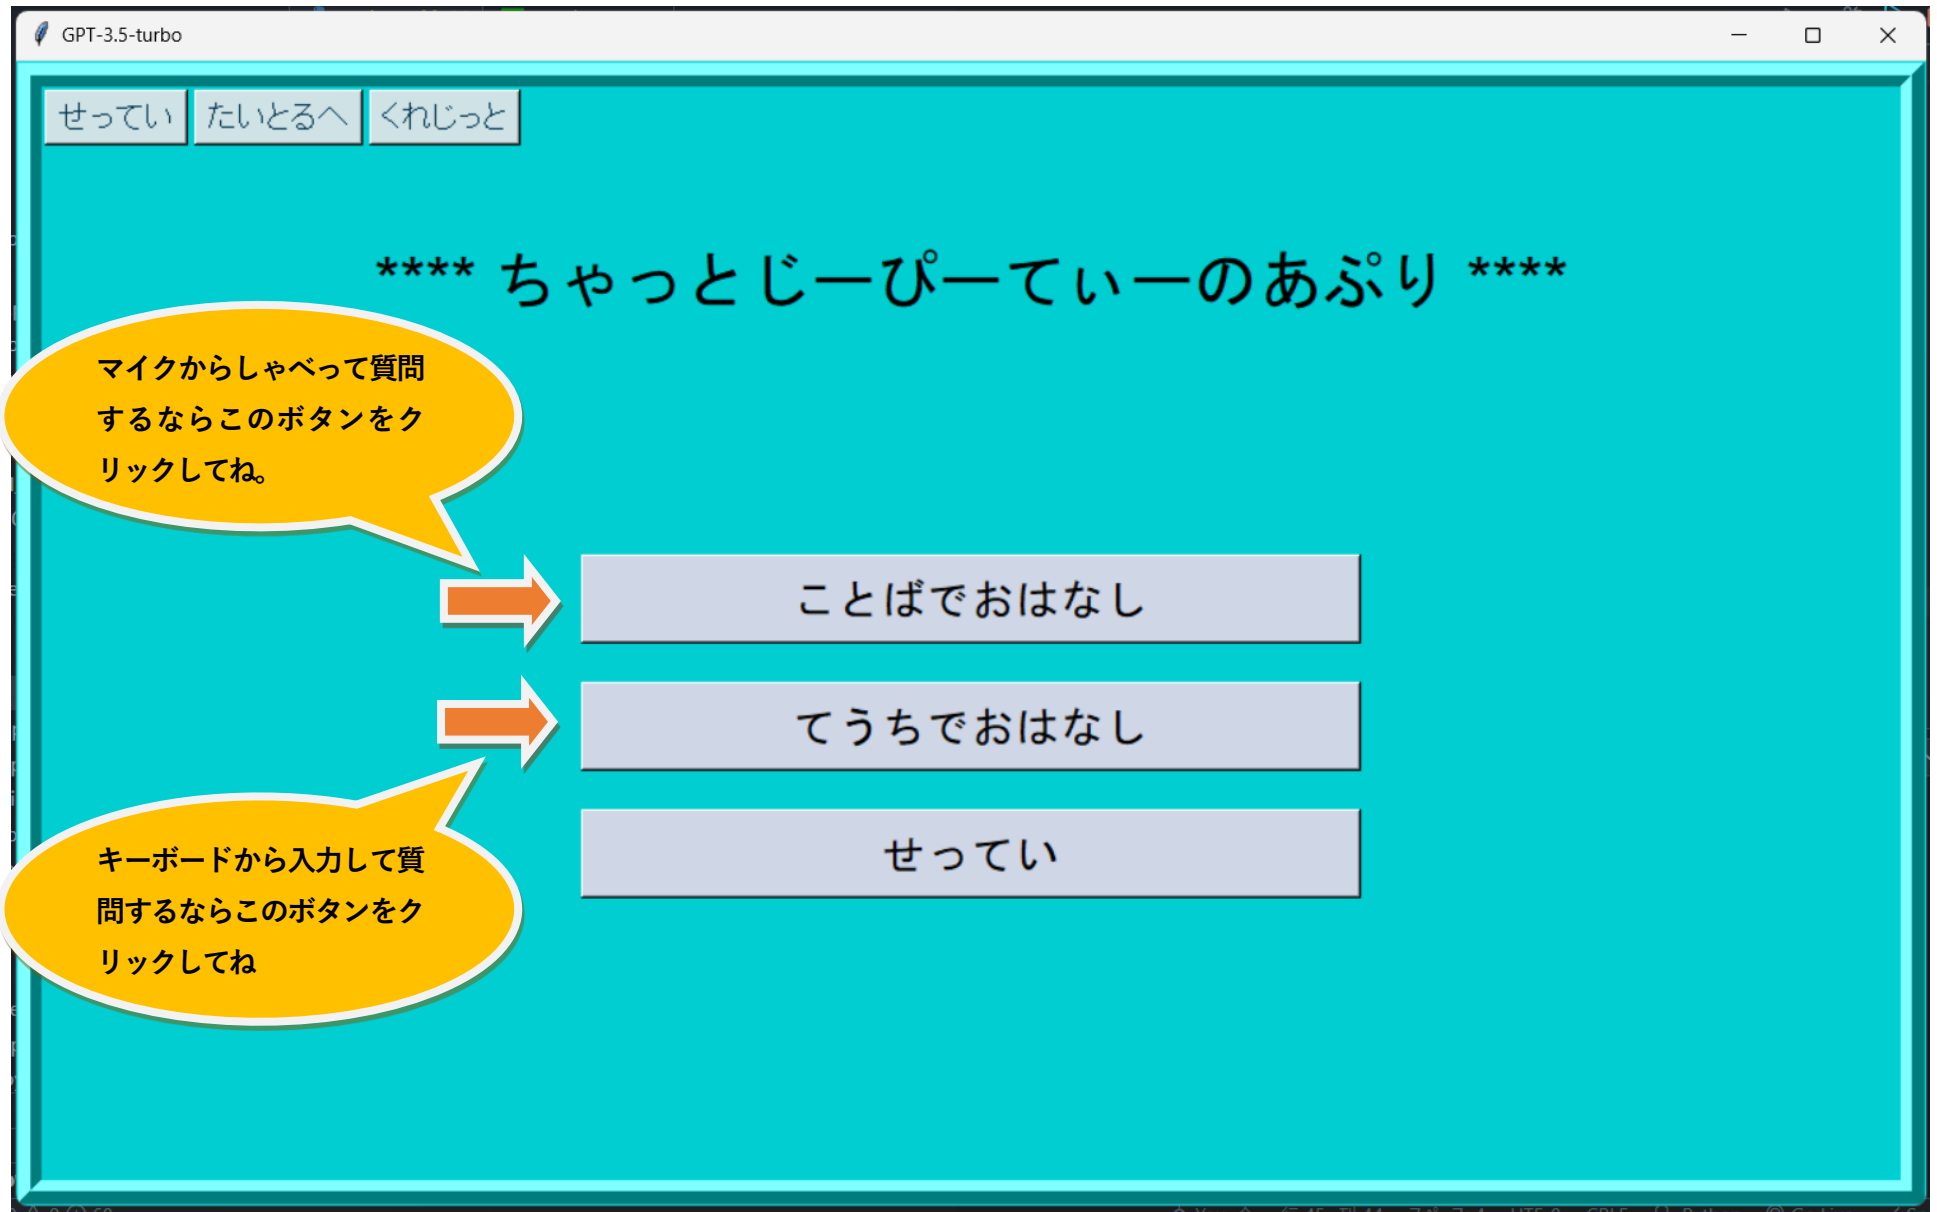 GPT-3.5-turbo
せってい たいとるへ くれじっと
**** ちゃっとじーぴーてぃーのあぷり ****
マイクからしゃべって質問
するならこのボタンをク
リックしてね。
ことばでおはなし
てうちでおはなし
せってい
キーボードから入力して質
問するならこのボタンをク
リックしてね